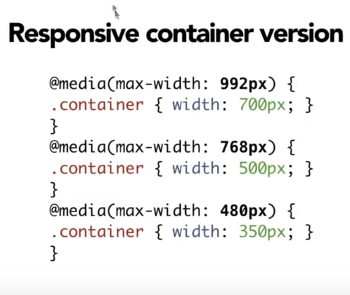 Responsive container version
@media(max-width: 992px) {
.container { width: 700px; }
}
@media(max-width: 768px) {
.container { width: 500px; }
}
@media(max-width: 480px) {
.container { width: 350px; }
}